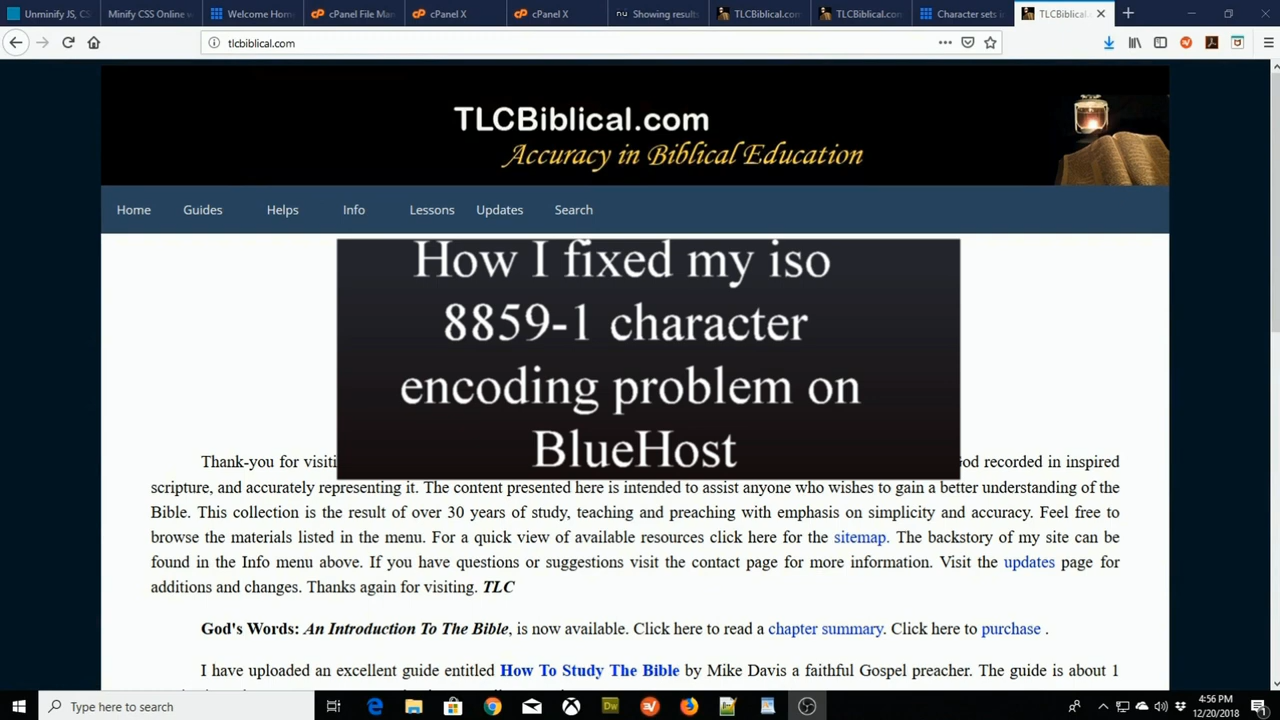 Unminify JS, CS
Minify CSS Online
Welcome Hom
cPanel File Ma
cPanel X
cPanel X
Showing results
TLCBiblical.com
TLCBiblical.com
Character sets i
TLCBiblical.
tlcbiblical.com
TLCBiblical.com
Accuracy in Biblical Education
Home Guides Helps Info Lessons Updates Search
How I fixed my iso
8859-1 character
encoding problem on
BlueHost
Thank-you for visiti od recorded in inspired
scripture, and accurately representing it. The content presented here is intended to assist anyone who wishes to gain a better understanding of the
Bible. This collection is the result of over 30 years of study, teaching and preaching with emphasis on simplicity and accuracy. Feel free to
browse the materials listed in the menu. For a quick view of available resources click here for the sitemap. The backstory of my site can be
found in the Info menu above. If you have questions or suggestions visit the contact page for more information. Visit the updates page for
additions and changes. Thanks again for visiting. TLC
God's Words: An Introduction To The Bible, is now available. Click here to read a chapter summary. Click here to purchase .
I have uploaded an excellent guide entitled How To Study The Bible by Mike Davis a faithful Gospel preacher. The guide is about 1
Type here to search
Dw
4:56 PM
12/20/2018